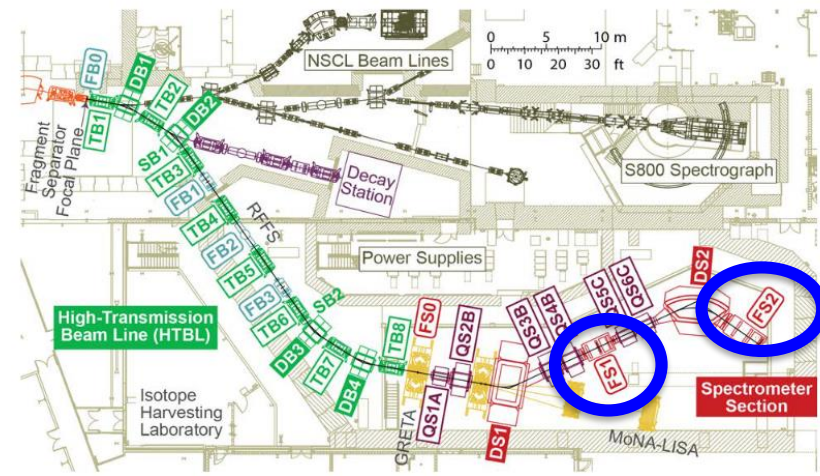 NSCL Beam Lines
0 5 10 m
0 10 20 30 ft
FB0
DB1
TB2
DB2
TB1
Fragment
Separator
Focal Plane
SB1
TB3
FB1
TB4
RFFS
FB2
TB5
FB3
TB6
SB2
DB3
TB7
DB4
TB8
Decay
Station
S800 Spectrograph
Power Supplies
High-Transmission
Beam Line (HTBL)
Isotope
Harvesting
Laboratory
FS0
GRETA
QS1A
QS2B
DS1
QS3B
QS4B
FS1
QS5C
QS6C
DS2
FS2
Spectrometer
Section
MoNA-LISA